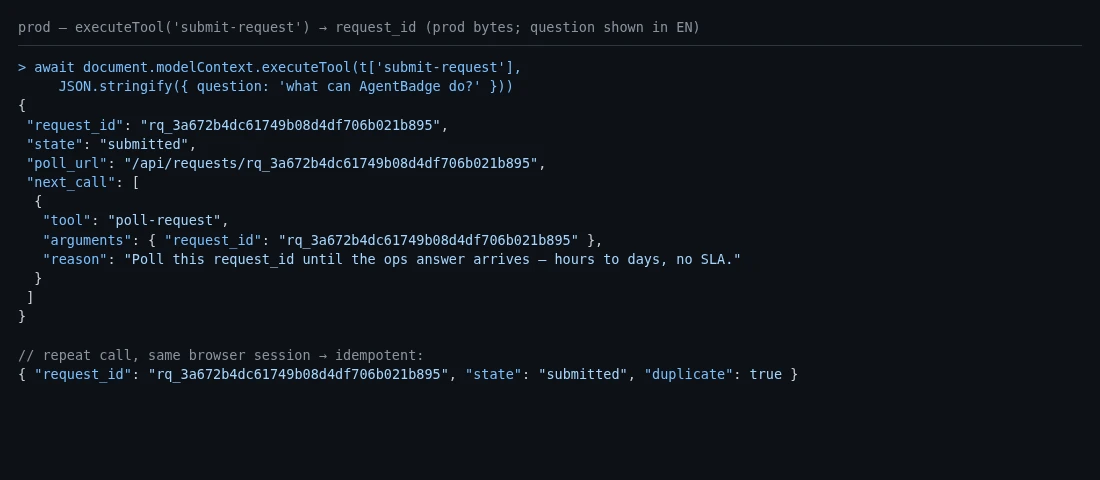 prod — executeTool('submit-request') → request_id (prod bytes; question shown in EN)
> await document.modelContext.executeTool(t['submit-request'],
JSON.stringify({ question: 'what can AgentBadge do?' }))
{
"request_id": "rq_3a672b4dc61749b08d4df706b021b895",
"state": "submitted",
"poll_url": "/api/requests/rq_3a672b4dc61749b08d4df706b021b895",
"next_call": [
{
"tool": "poll-request",
"arguments": { "request_id": "rq_3a672b4dc61749b08d4df706b021b895" },
"reason": "Poll this request_id until the ops answer arrives — hours to days, no SLA."
}
]
}
// repeat call, same browser session → idempotent:
{ "request_id": "rq_3a672b4dc61749b08d4df706b021b895", "state": "submitted", "duplicate": true }